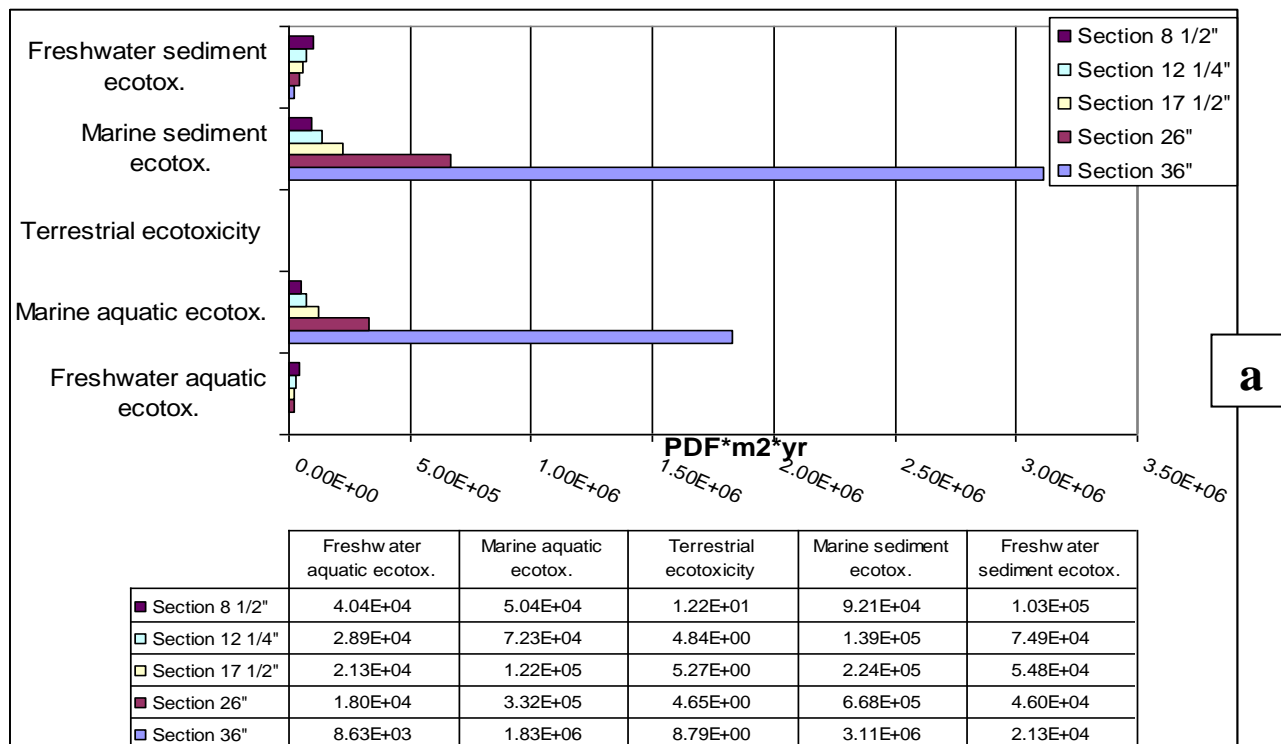 Freshwater sediment
ecotox.
Marine sediment
ecotox.
Terrestrial ecotoxicity
Marine aquatic ecotox.
Freshwater aquatic
ecotox.
Section 8 1/2"
Section 12 1/4"
Section 17 1/2"
Section 26"
Section 36"
a
PDF*m2*yr
0.00E+00 5.00E+05 1.00E+06 1.50E+06 2.00E+06 2.50E+06 3.00E+06 3.50E+06
Freshwater aquatic ecotox. Marine aquatic ecotox. Terrestrial ecotoxicity Marine sediment ecotox. Freshwater sediment ecotox.
Section 8 1/2" 4.04E+04 5.04E+04 1.22E+01 9.21E+04 1.03E+05
Section 12 1/4" 2.89E+04 7.23E+04 4.84E+00 1.39E+05 7.49E+04
Section 17 1/2" 2.13E+04 1.22E+05 5.27E+00 2.24E+05 5.48E+04
Section 26" 1.80E+04 3.32E+05 4.65E+00 6.68E+05 4.60E+04
Section 36" 8.63E+03 1.83E+06 8.79E+00 3.11E+06 2.13E+04